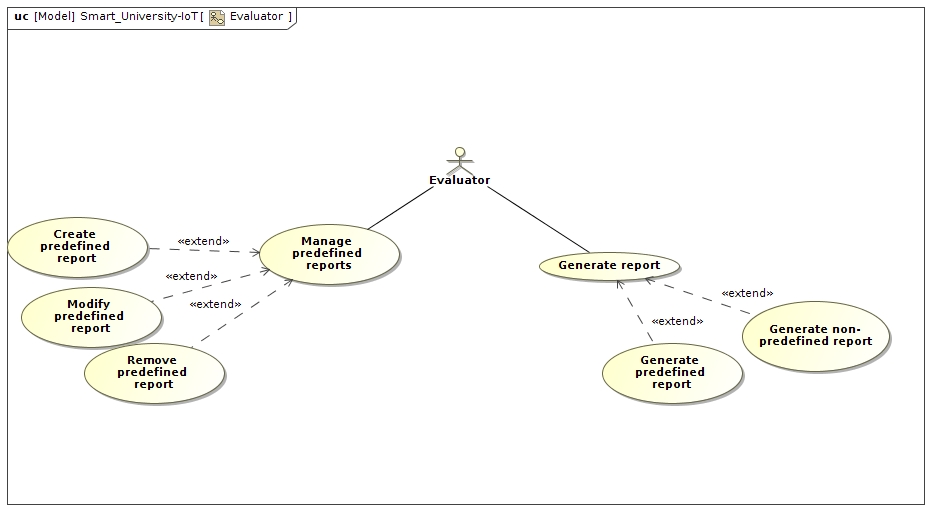 uc [Model] Smart_University-IoT[ Evaluator ]
Evaluator
Create
predefined
report
«extend»
Manage
predefined
reports
«extend»
Modify
predefined
report
«extend»
Remove
predefined
report
Generate report
«extend»
«extend»
Generate non-
predefined report
Generate
predefined
report